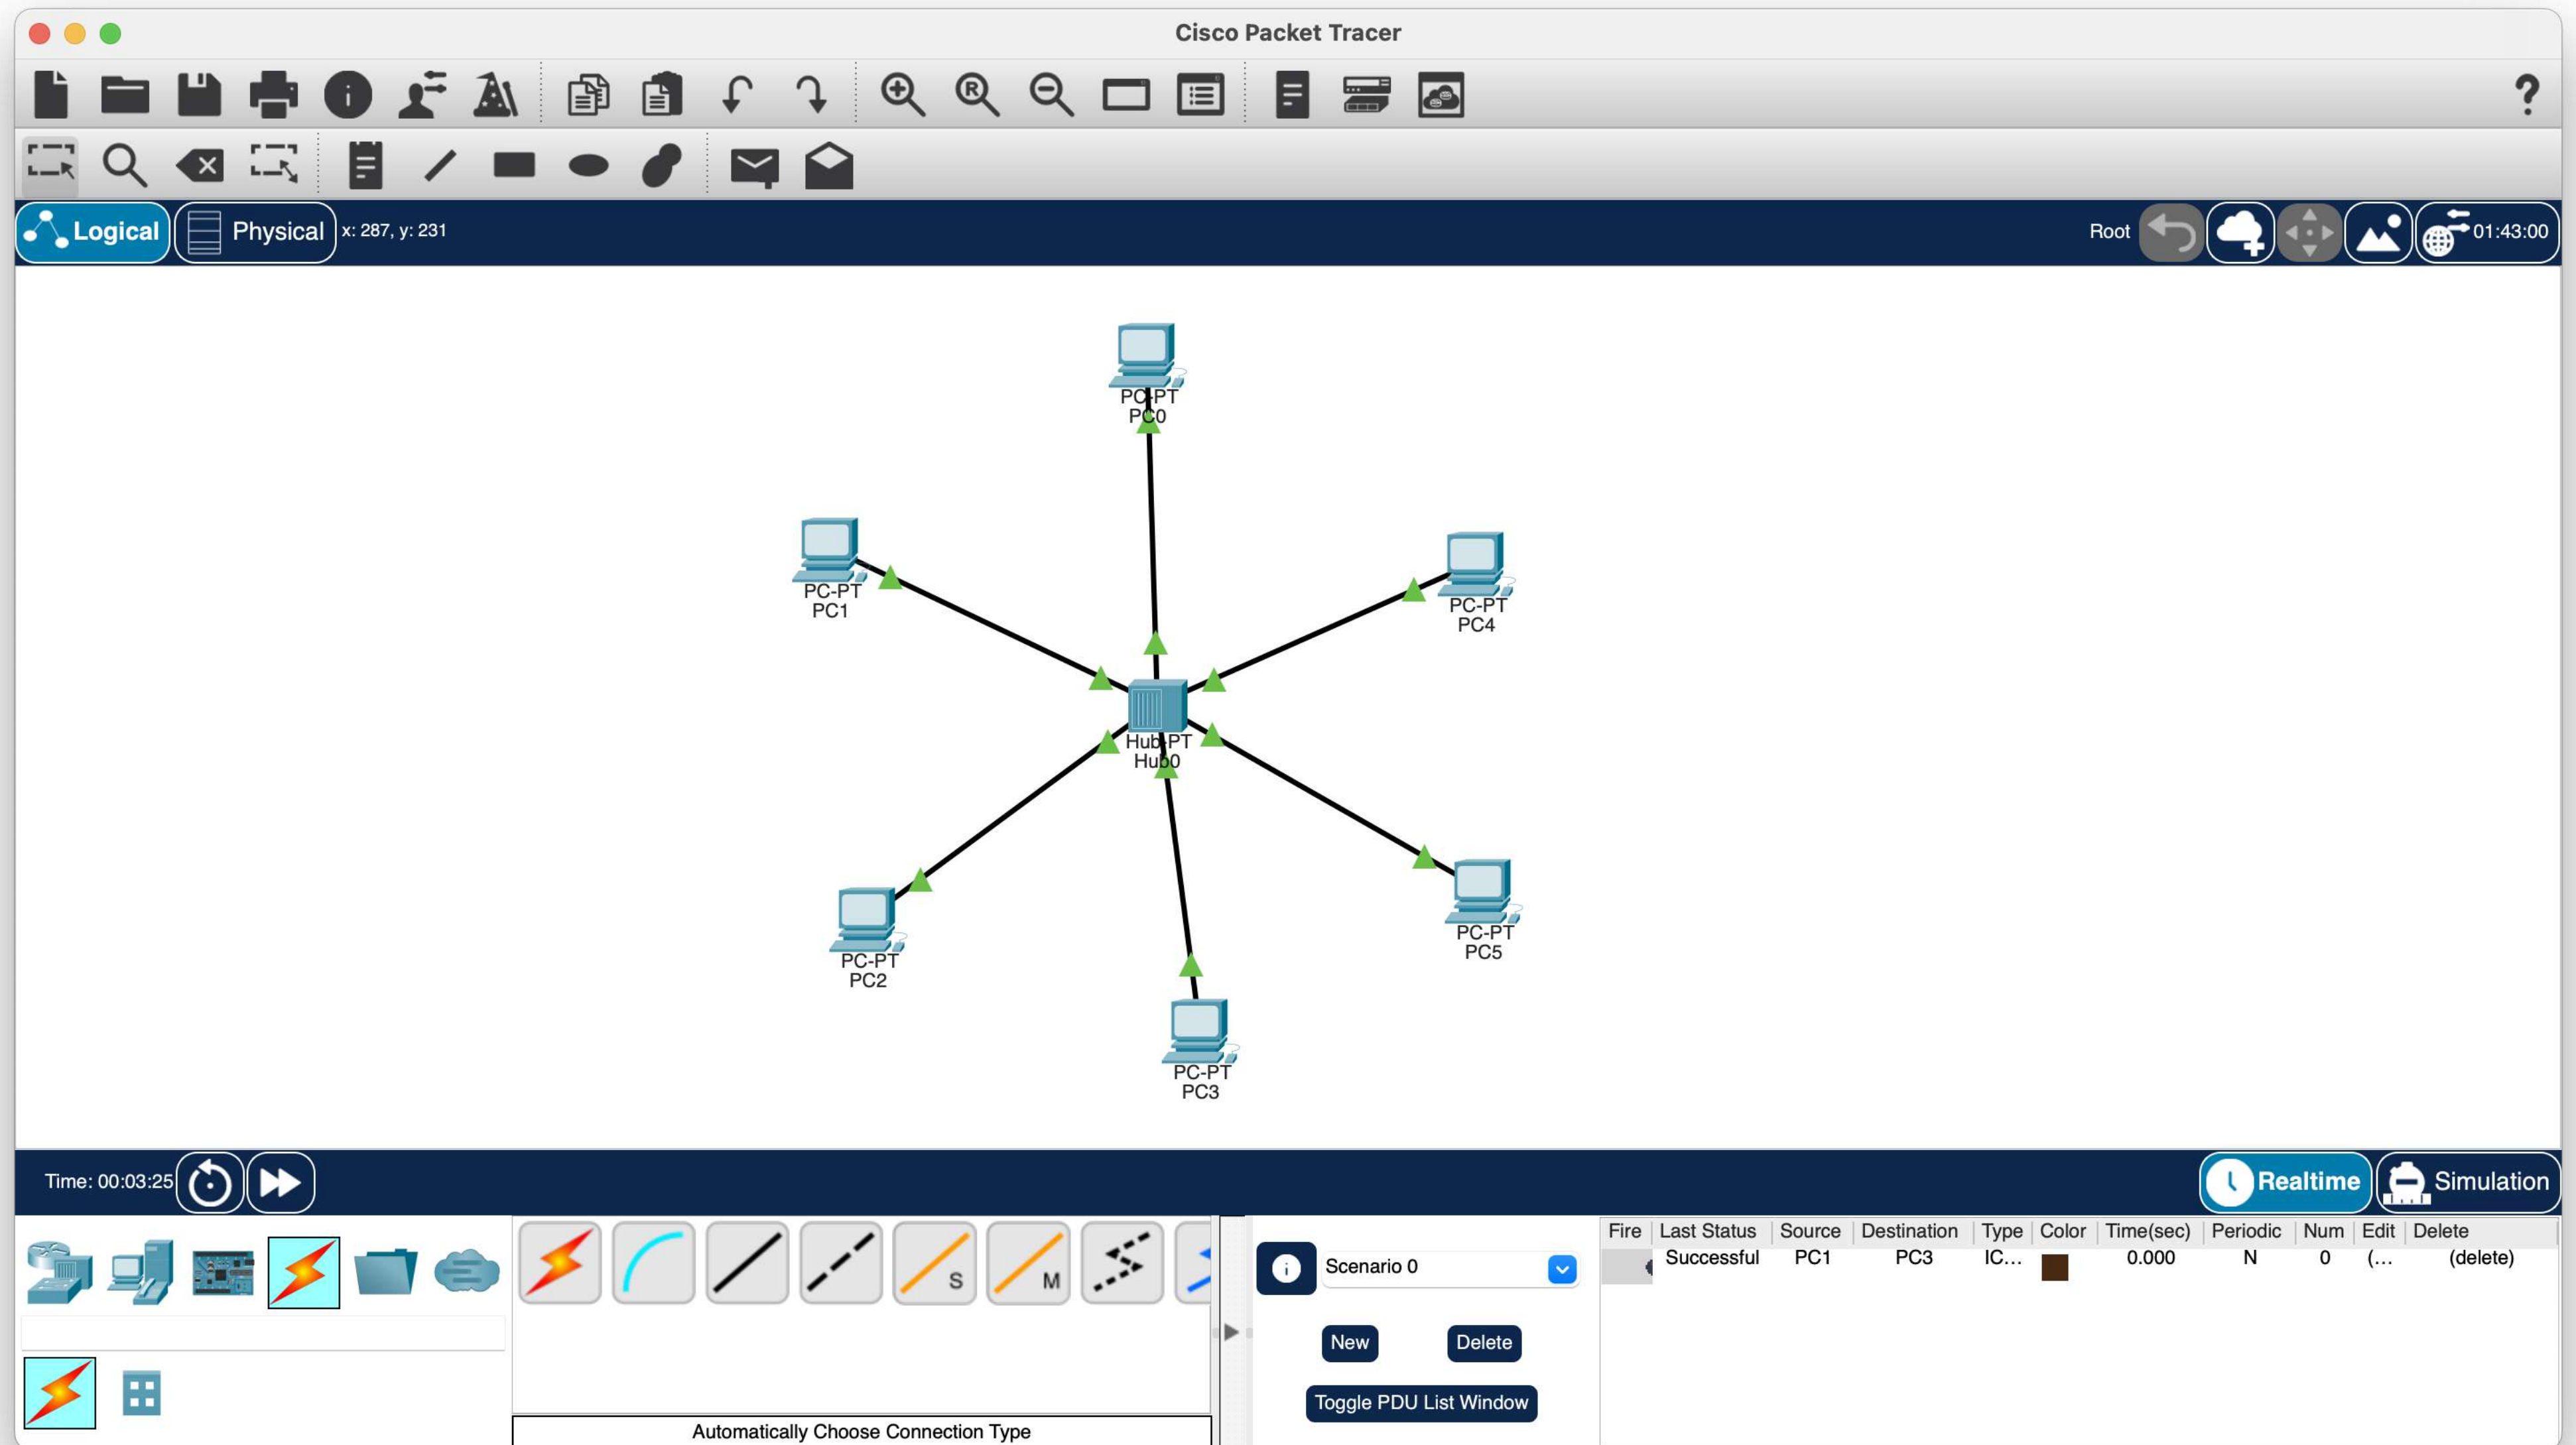 Cisco Packet Tracer
Logical
Physical
x: 287, y: 231
Root
01:43:00
PC-PT
PC0
PC-PT
PC1
PC-PT
PC4
Hub-PT
Hub0
PC-PT
PC2
PC-PT
PC5
PC-PT
PC3
Time: 00:03:25
Realtime
Simulation
S
M
Scenario 0
New
Delete
Toggle PDU List Window
Fire Last Status Source Destination Type Color Time(sec) Periodic Num Edit Delete
Successful PC1 PC3 IC... 0.000 N 0 (... (delete)
Automatically Choose Connection Type